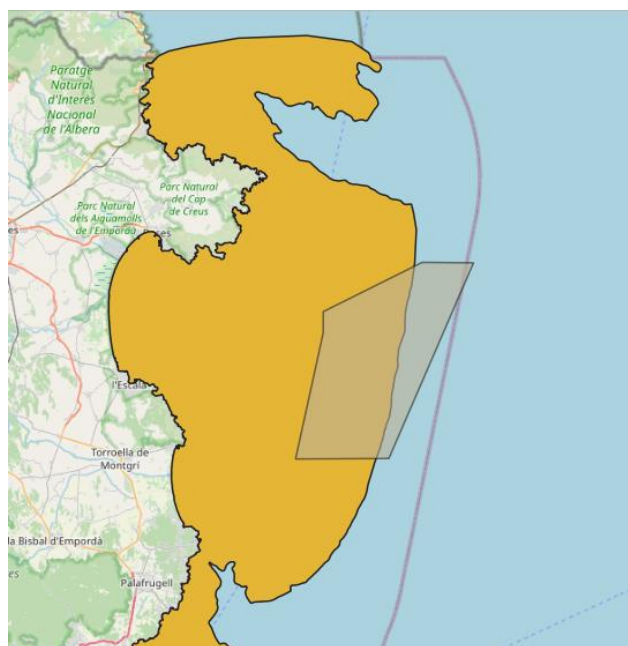 Paratge
Natural
d'Interès
Nacional
de l'Albera
Parc Natural
del Cap
de Creus
Parc Natural
dels Aiguamolls
de l'Empordà
l'Escala
Torroella de
Montgrí
la Bisbal d'Empordà
Palafrugell